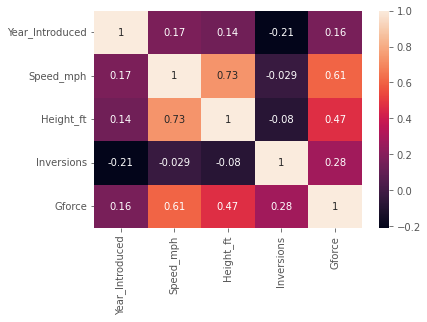 Year_Introduced 1 0.17 0.14 -0.21 0.16
Speed_mph 0.17 1 0.73 -0.029 0.61
Height_ft 0.14 0.73 1 -0.08 0.47
Inversions -0.21 -0.029 -0.08 1 0.28
Gforce 0.16 0.61 0.47 0.28 1
Year_Introduced
Speed_mph
Height_ft
Inversions
Gforce
1.0
0.8
0.6
0.4
0.2
0.0
−0.2